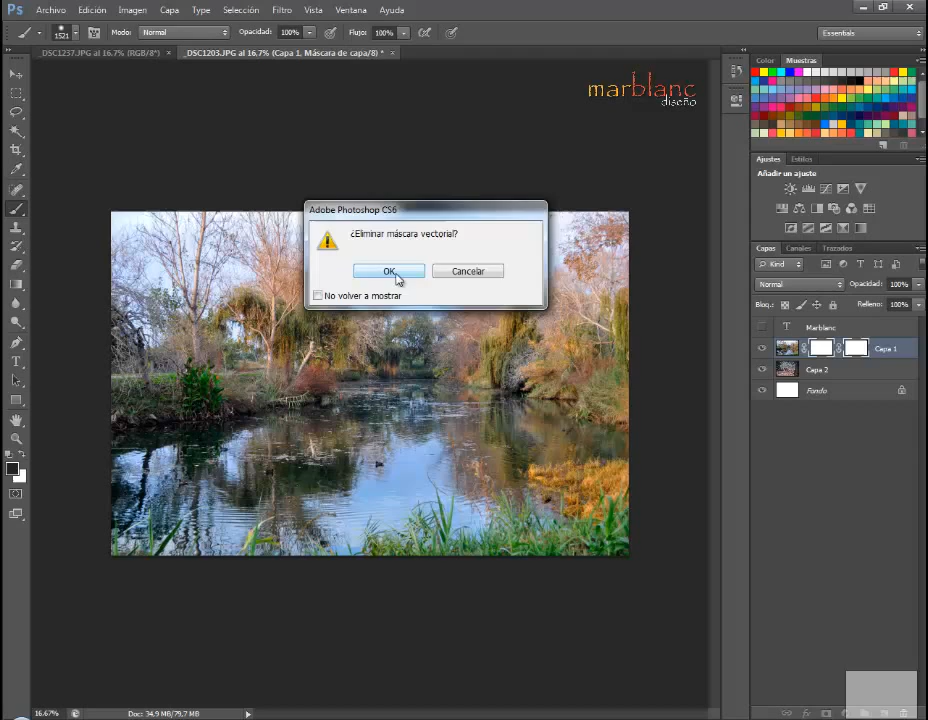 Ps Archivo Edición Imagen Capa Type Selección Filtro Vista Ventana Ayuda
1521 Modo: Normal Opacidad: 100% Flujo: 100% Essentials
_DSC1237.JPG al 16.7% (RGB/8*) × _DSC1203.JPG al 16.7% (Capa 1, Máscara de capa/8) * ×
Color Muestras
marblanc
diseño
Ajustes Estilos
Añadir un ajuste
Adobe Photoshop CS6
¿Eliminar máscara vectorial?
OK Cancelar
No volver a mostrar
Capas Canales Trazados
Kind
Normal Opacidad: 100%
Bloq.: Relleno: 100%
T Marblanc
Capa 1
Capa 2
Fondo
16.67% Doc: 34,9 MB/79,7 MB